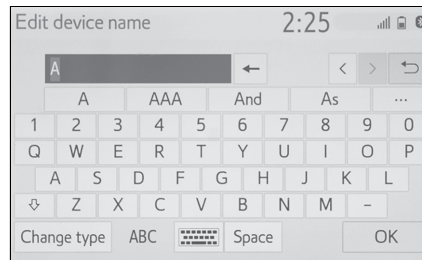 Edit device name 2:25
A ← < >
A AAA And As ...
1 2 3 4 5 6 7 8 9 0
Q W E R T Y U I O P
A S D F G H J K L
Z X C V B N M -
Change type ABC Space OK